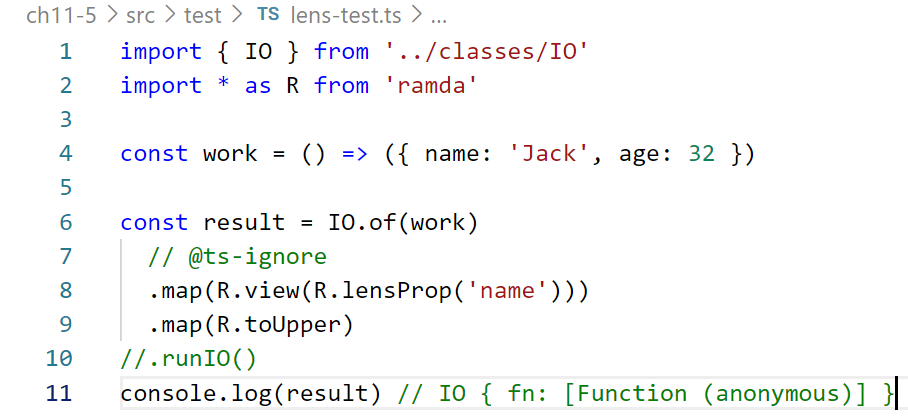 ch11-5 > src > test > TS lens-test.ts > ...
1 import { IO } from '../classes/IO'
2 import * as R from 'ramda'
3
4 const work = () => ({ name: 'Jack', age: 32 })
5
6 const result = IO.of(work)
7   // @ts-ignore
8   .map(R.view(R.lensProp('name')))
9   .map(R.toUpper)
10 //.runIO()
11 console.log(result) // IO { fn: [Function (anonymous)] }